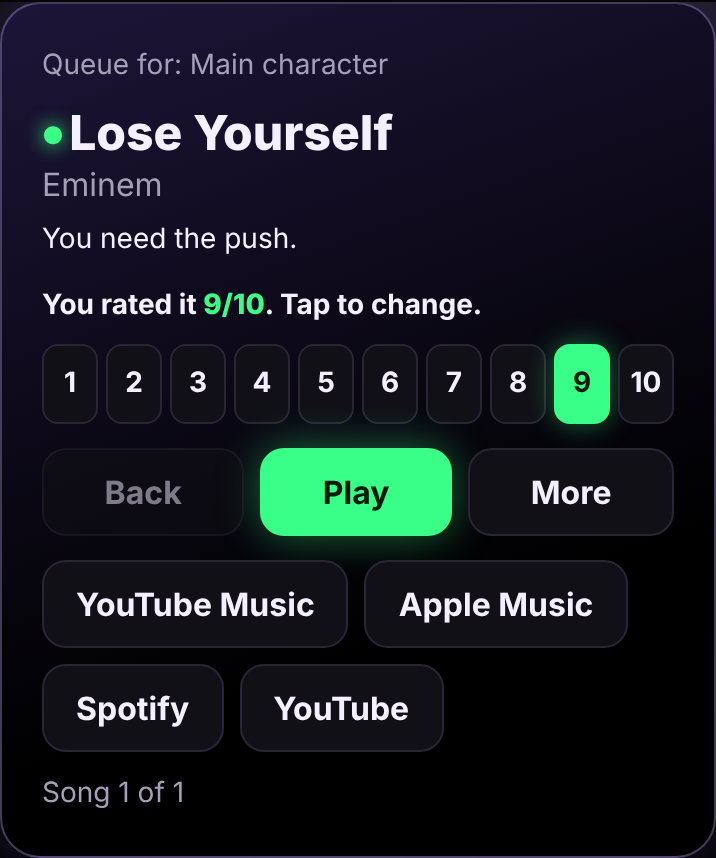 Queue for: Main character
Lose Yourself
Eminem
You need the push.
You rated it 9/10. Tap to change.
1 2 3 4 5 6 7 8 9 10
Back Play More
YouTube Music Apple Music
Spotify YouTube
Song 1 of 1